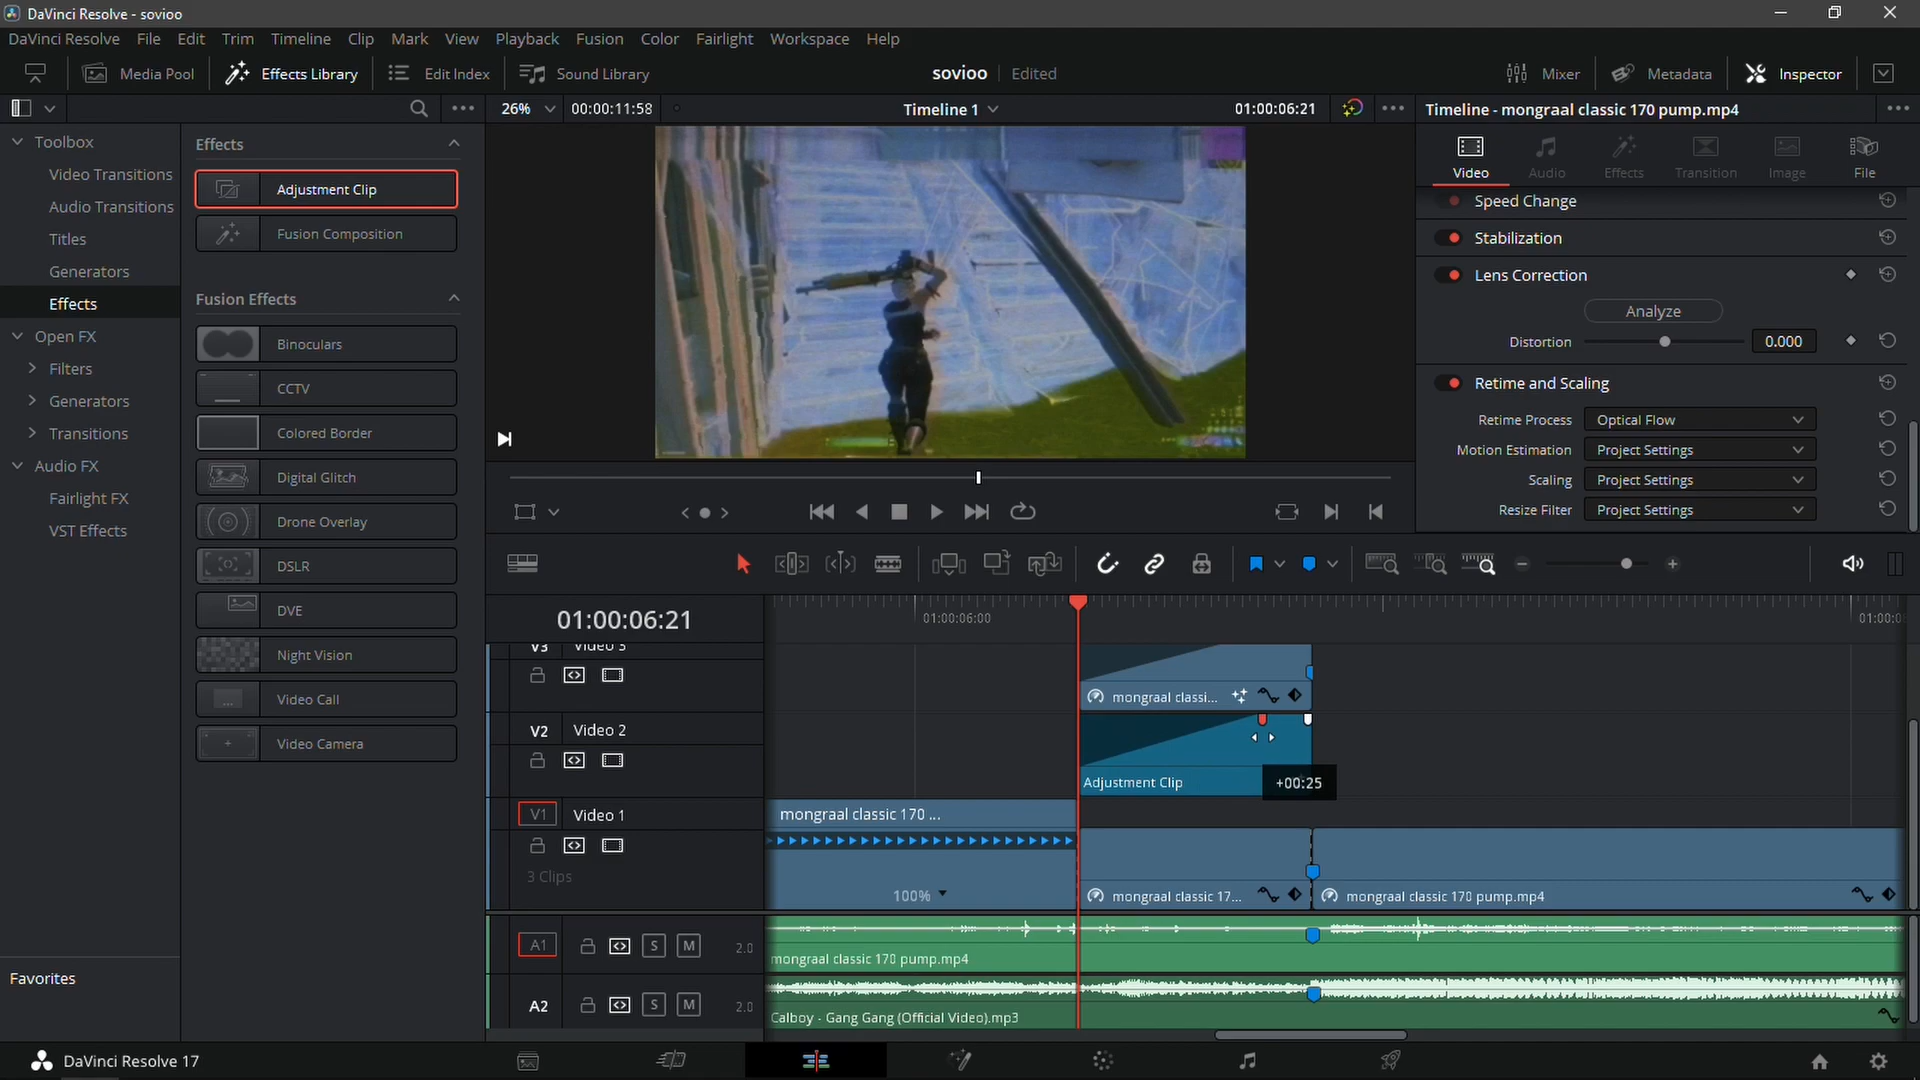 DaVinci Resolve - sovioo
DaVinci Resolve File Edit Trim Timeline Clip Mark View Playback Fusion Color Fairlight Workspace Help
Media Pool Effects Library Edit Index Sound Library sovioo Edited Mixer Metadata Inspector
26% 00:00:11:58 Timeline 1 01:00:06:21 Timeline - mongraal classic 170 pump.mp4
Toolbox
Video Transitions
Audio Transitions
Titles
Generators
Effects
Open FX
Filters
Generators
Transitions
Audio FX
Fairlight FX
VST Effects
Favorites
Effects
Adjustment Clip
Fusion Composition
Fusion Effects
Binoculars
CCTV
Colored Border
Digital Glitch
Drone Overlay
DSLR
DVE
Night Vision
Video Call
Video Camera
Video Audio Effects Transition Image File
Speed Change
Stabilization
Lens Correction
Analyze
Distortion 0.000
Retime and Scaling
Retime Process Optical Flow
Motion Estimation Project Settings
Scaling Project Settings
Resize Filter Project Settings
01:00:06:21
01:00:06:00 01:00:0
V3 Video 3
mongraal classi...
V2 Video 2
Adjustment Clip
+00:25
V1 Video 1
mongraal classic 170 ...
3 Clips
100%
mongraal classic 17...
mongraal classic 170 pump.mp4
A1 S M 2.0
mongraal classic 170 pump.mp4
A2 S M 2.0
Calboy - Gang Gang (Official Video).mp3
DaVinci Resolve 17